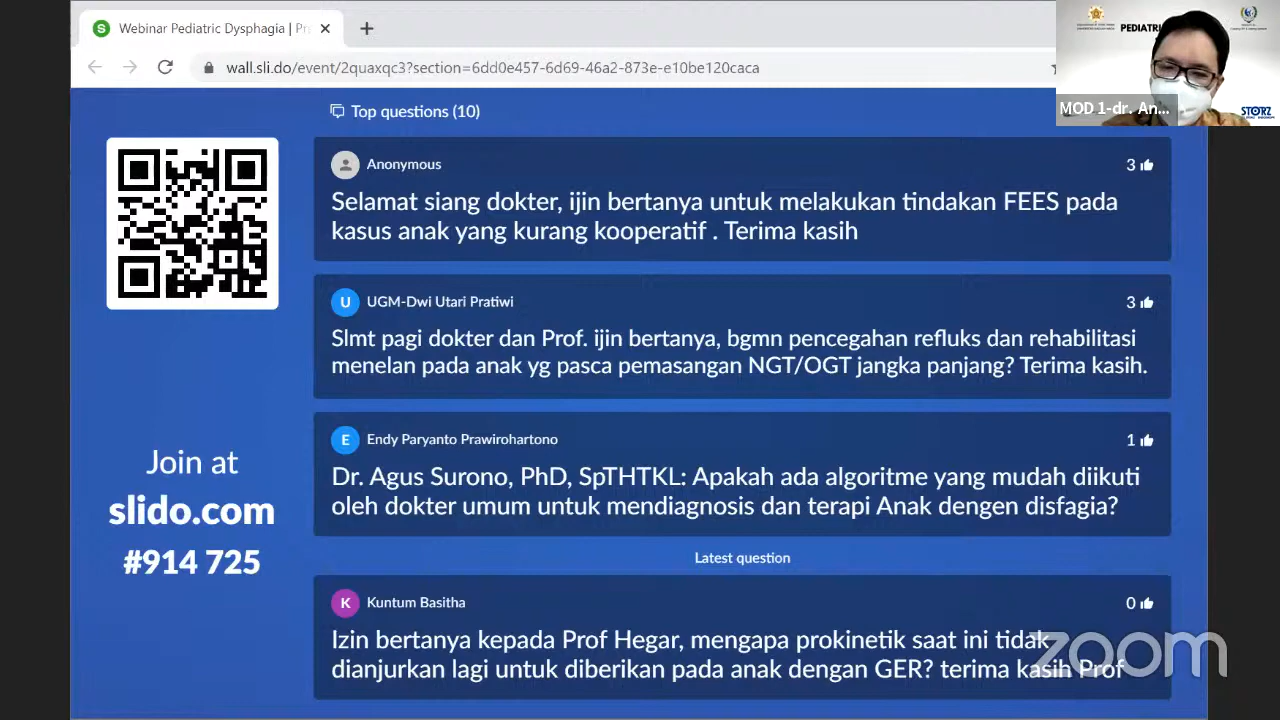 Webinar Pediatric Dysphagia | Pr
wall.sli.do/event/2quaxqc3?section=6dd0e457-6d69-46a2-873e-e10be120caca
PEDIATRI
STORZ
MOD 1-dr. An...
Top questions (10)
Anonymous
3
Selamat siang dokter, ijin bertanya untuk melakukan tindakan FEES pada
kasus anak yang kurang kooperatif . Terima kasih
U UGM-Dwi Utari Pratiwi
3
Slmt pagi dokter dan Prof. ijin bertanya, bgmn pencegahan refluks dan rehabilitasi
menelan pada anak yg pasca pemasangan NGT/OGT jangka panjang? Terima kasih.
E Endy Paryanto Prawirohartono
1
Dr. Agus Surono, PhD, SpTHTKL: Apakah ada algoritme yang mudah diikuti
oleh dokter umum untuk mendiagnosis dan terapi Anak dengen disfagia?
Latest question
K Kuntum Basitha
0
Izin bertanya kepada Prof Hegar, mengapa prokinetik saat ini tidak
dianjurkan lagi untuk diberikan pada anak dengan GER? terima kasih Prof
Join at
slido.com
#914 725
zoom